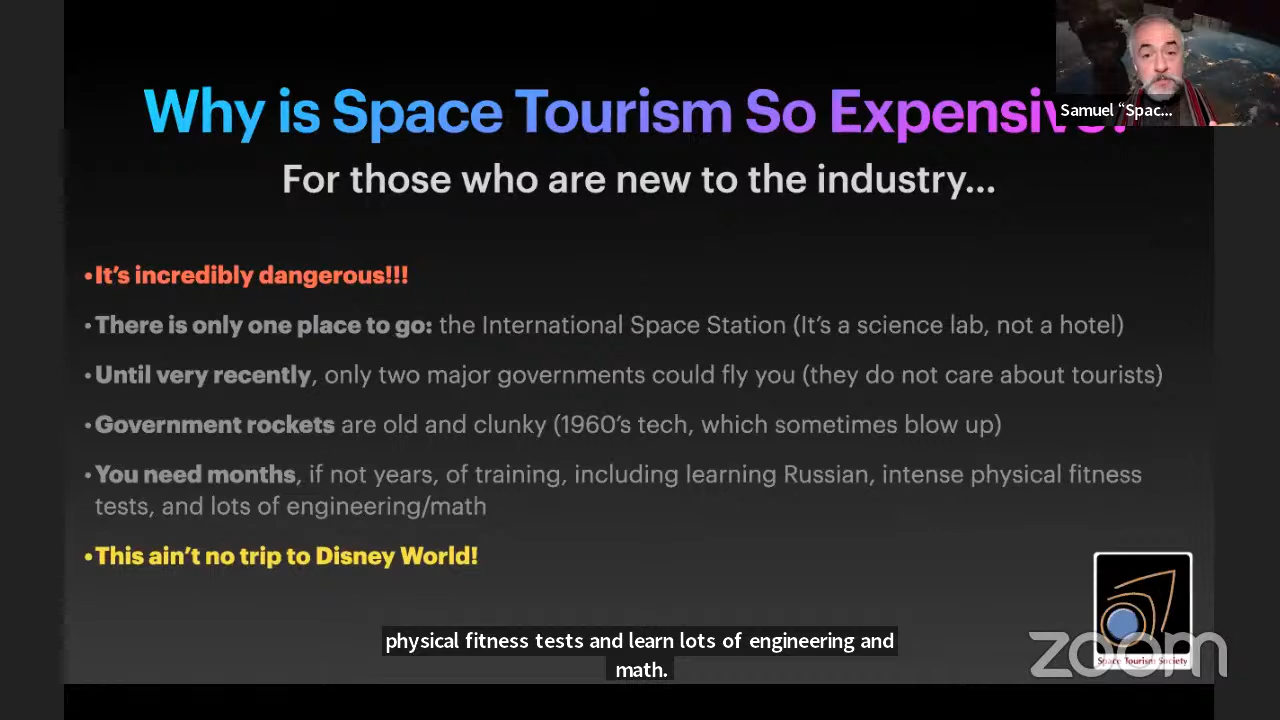 Samuel “Spac...
Why is Space Tourism So Expensive?
For those who are new to the industry...
•It’s incredibly dangerous!!!
•There is only one place to go: the International Space Station (It’s a science lab, not a hotel)
•Until very recently, only two major governments could fly you (they do not care about tourists)
•Government rockets are old and clunky (1960’s tech, which sometimes blow up)
•You need months, if not years, of training, including learning Russian, intense physical fitness
tests, and lots of engineering/math
•This ain’t no trip to Disney World!
physical fitness tests and learn lots of engineering and
math.
zoom
Space Tourism Society